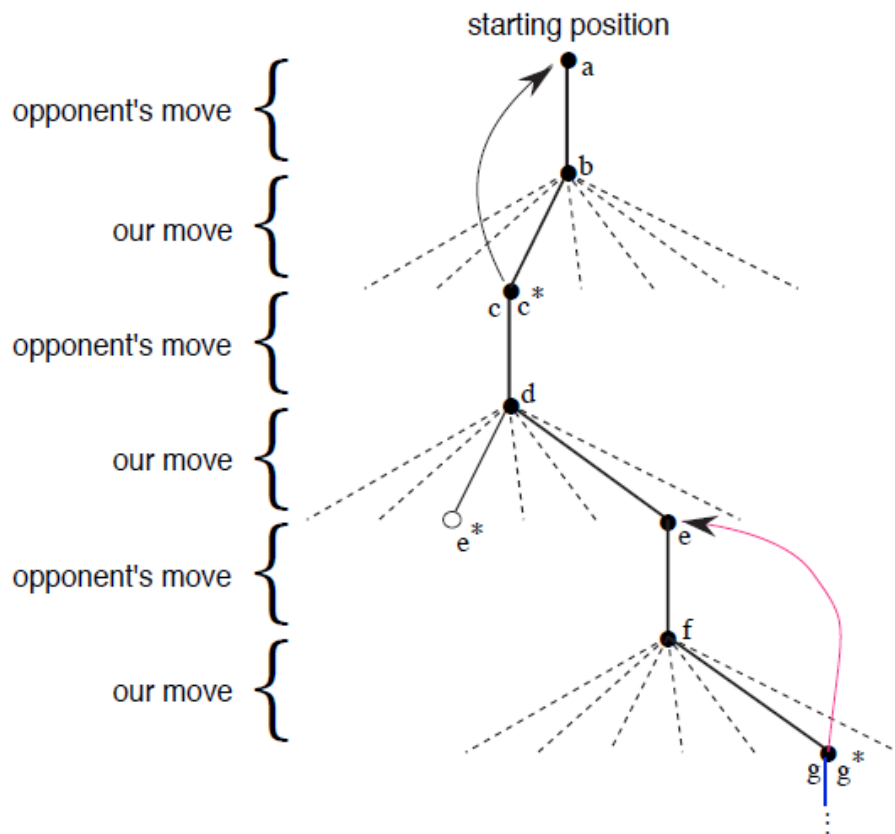 starting position
a
opponent's move
b
our move
c c*
opponent's move
d
our move
e* e
opponent's move
f
our move
g g*